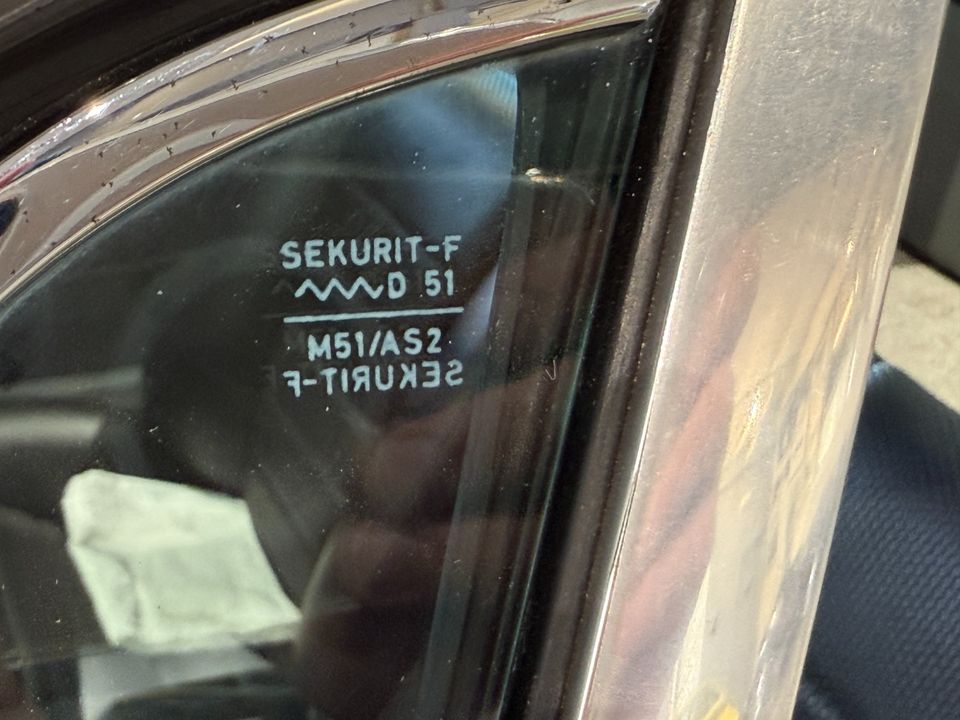 SEKURIT-F
D 51
M51/AS2
SEKURIT-F